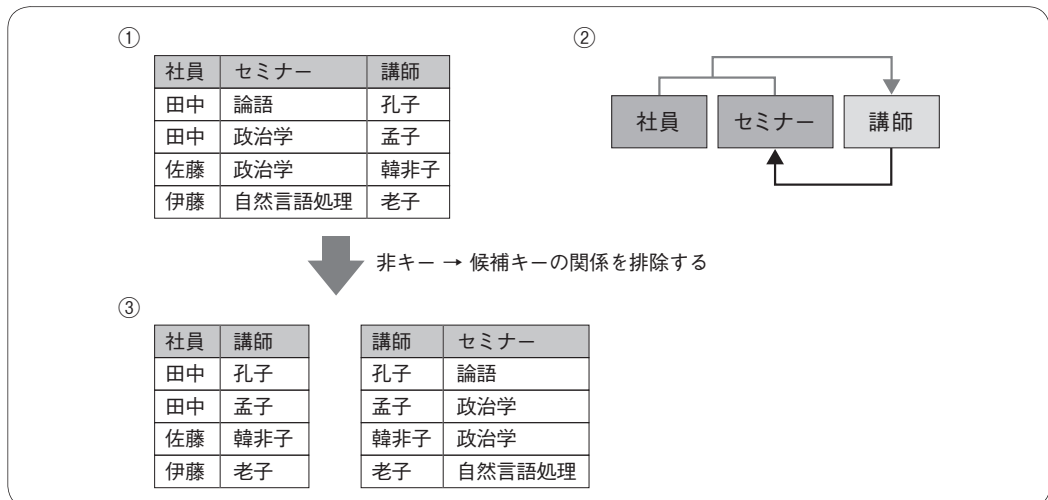 ①
社員 セミナー 講師
田中 論語 孔子
田中 政治学 孟子
佐藤 政治学 韓非子
伊藤 自然言語処理 老子
②
社員 セミナー 講師
非キー → 候補キーの関係を排除する
③
社員 講師
田中 孔子
田中 孟子
佐藤 韓非子
伊藤 老子
講師 セミナー
孔子 論語
孟子 政治学
韓非子 政治学
老子 自然言語処理